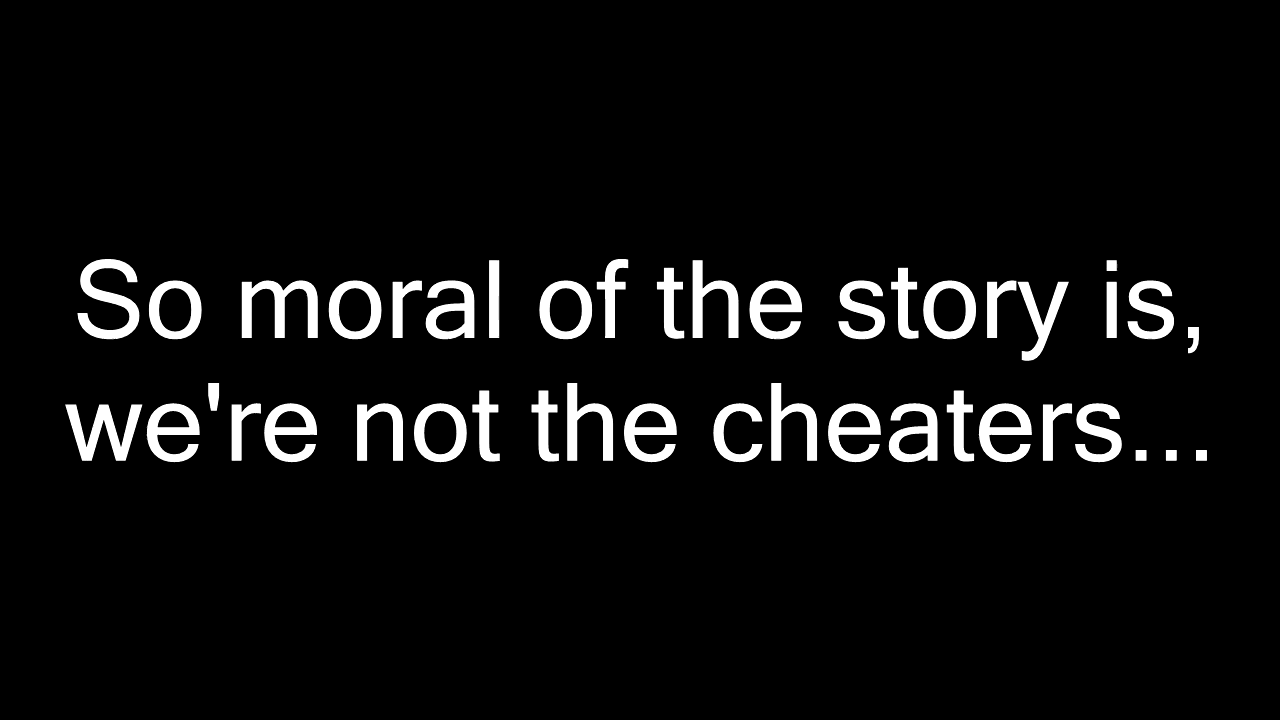 So moral of the story is,
we're not the cheaters...